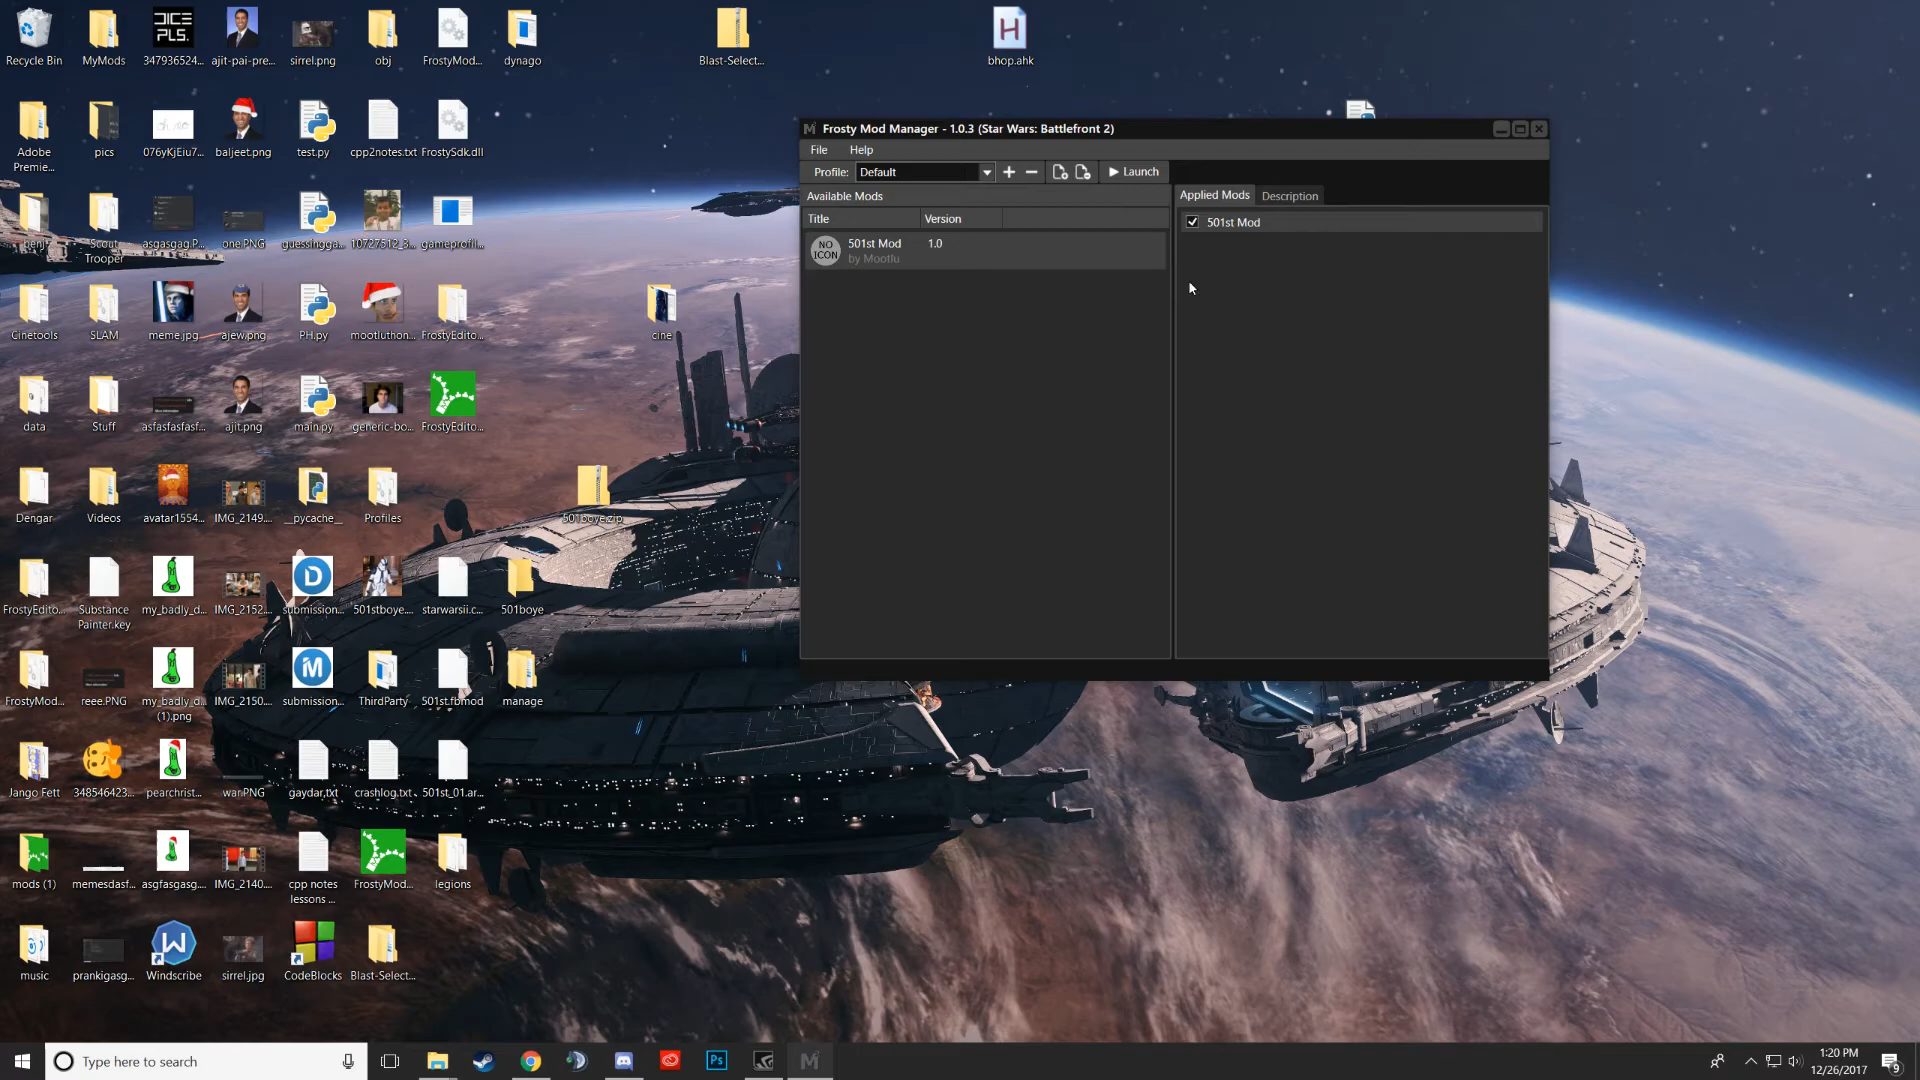 Recycle Bin
MyMods
DICE
PLS.
347936524...
ajit-pai-pre...
sirrel.png
obj
FrostyMod...
dynago
Blast-Select...
H
bhop.ahk
Adobe
Premie...
pics
076yKjEiu7...
baljeet.png
test.py
cpp2notes.txt
FrostySdk.dll
benj
Scout
Trooper
asgasgag.P...
one.PNG
guessingga...
10727512_3...
gameprofil...
Cinetools
SLAM
meme.jpg
ajew.png
PH.py
mootluthon...
FrostyEdito...
cine
data
Stuff
asfasfasfasf...
ajit.png
main.py
generic-bo...
FrostyEdito...
Dengar
Videos
avatar1554...
IMG_2149....
__pycache__
Profiles
501boye.zip
FrostyEdito...
Substance
Painter.key
my_badly_d...
IMG_2152....
D
submission...
501stboye....
starwarsii.c...
501boye
FrostyMod...
reee.PNG
my_badly_d...
(1).png
IMG_2150....
M
submission...
ThirdParty
501st.fbmod
manage
Jango Fett
348546423...
pearchrist...
wanPNG
gaydar.txt
crashlog.txt
501st_01.ar...
mods (1)
memesdasf...
asgfasgasg....
IMG_2140....
cpp notes
lessons ...
FrostyMod...
legions
music
prankigasg...
W
Windscribe
sirrel.jpg
CodeBlocks
Blast-Select...
Frosty Mod Manager - 1.0.3 (Star Wars: Battlefront 2)
File Help
Profile: Default Launch
Available Mods
Title Version
NO
ICON
501st Mod 1.0
by Mootlu
Applied Mods Description
501st Mod
Type here to search
Ps
1:20 PM
12/26/2017
9